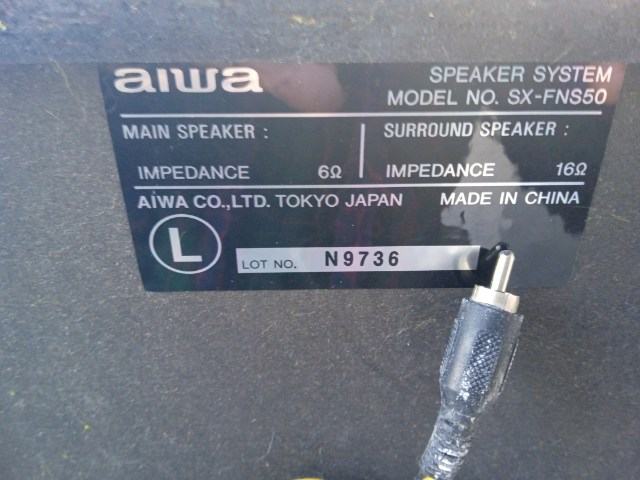 aiwa
SPEAKER SYSTEM
MODEL NO. SX-FNS50
MAIN SPEAKER :
IMPEDANCE 6Ω
SURROUND SPEAKER :
IMPEDANCE 16Ω
AIWA CO.,LTD. TOKYO JAPAN MADE IN CHINA
L
LOT NO. N9736